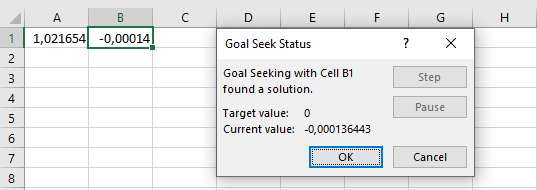 A B C D E F G H
1 1,021654 -0,00014
2
3
4
5
6
7
8
Goal Seek Status ? ×
Goal Seeking with Cell B1
found a solution.
Step
Pause
Target value: 0
Current value: -0,000136443
OK Cancel